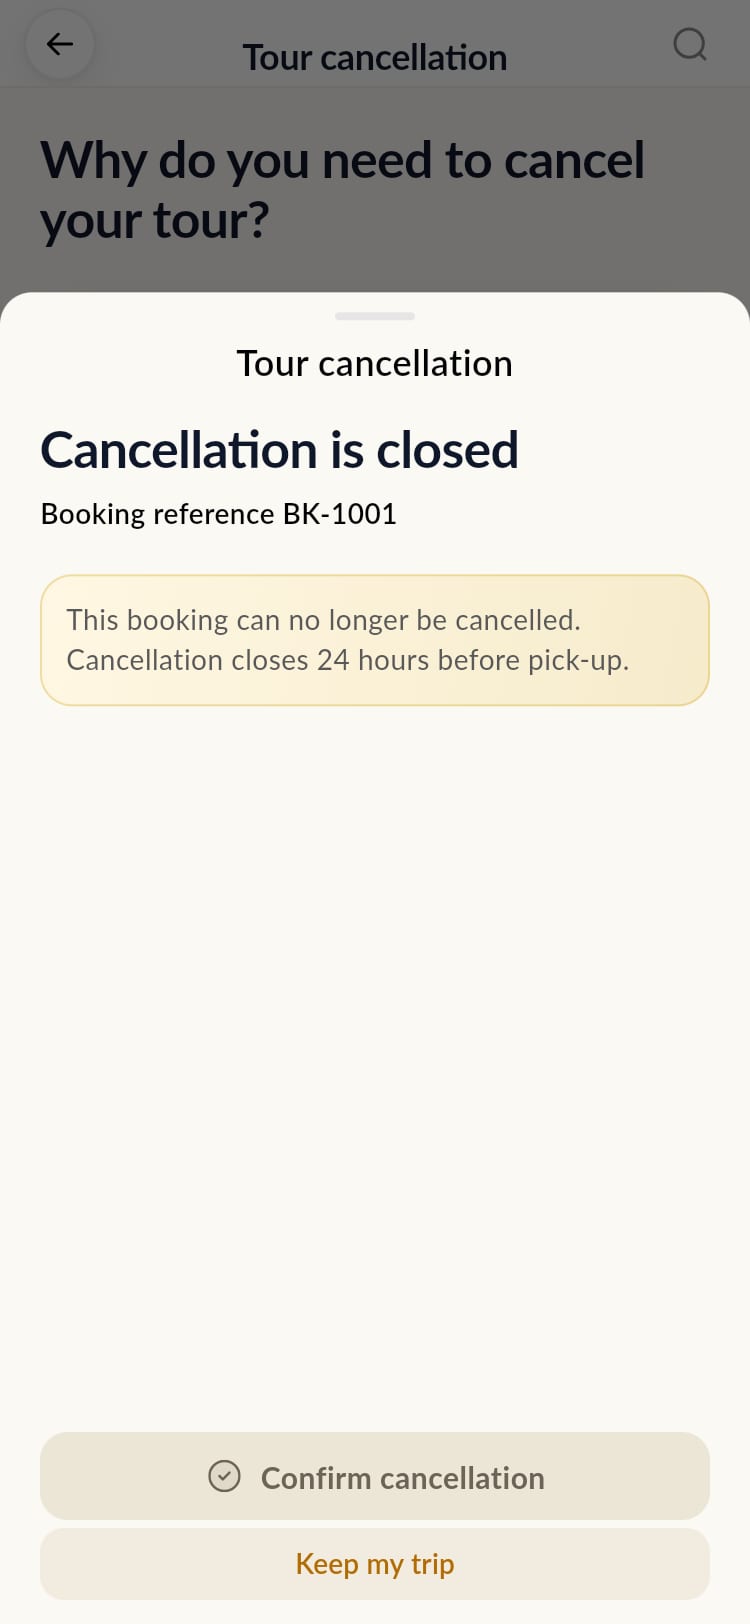 Tour cancellation
Why do you need to cancel
your tour?
Tour cancellation
Cancellation is closed
Booking reference BK-1001
This booking can no longer be cancelled.
Cancellation closes 24 hours before pick-up.
Confirm cancellation
Keep my trip